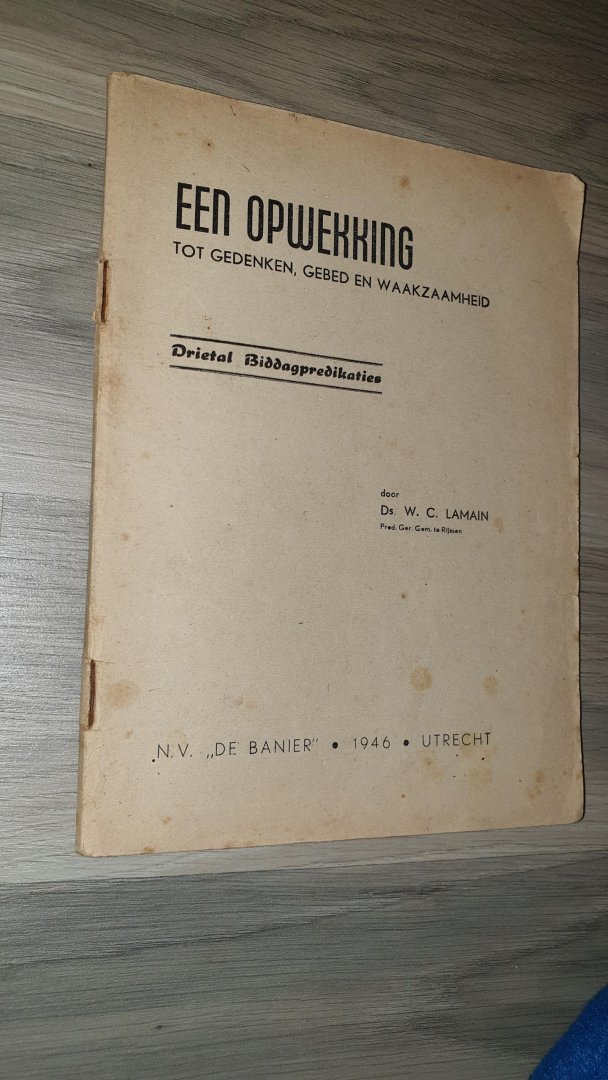 EEN OPWEKKING
TOT GEDENKEN, GEBED EN WAAKZAAMHEID
Drietal Biddagpredikaties
door
Ds. W. C. LAMAIN
Pred. Ger. Gem. te Rijssen
N.V. „DE BANIER" • 1946 • UTRECHT